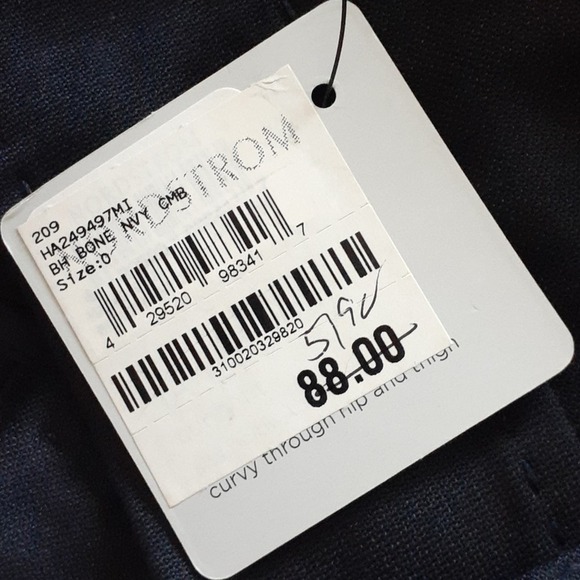 NORDSTROM
209
HA249497MI
BH BONE NVY CMB
Size:0
4 29520 98341 7
310020329820
5190
88.00
curvy through hip and thigh